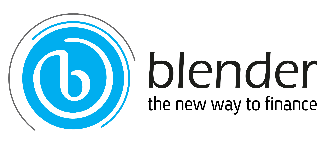 b
blender
the new way to finance